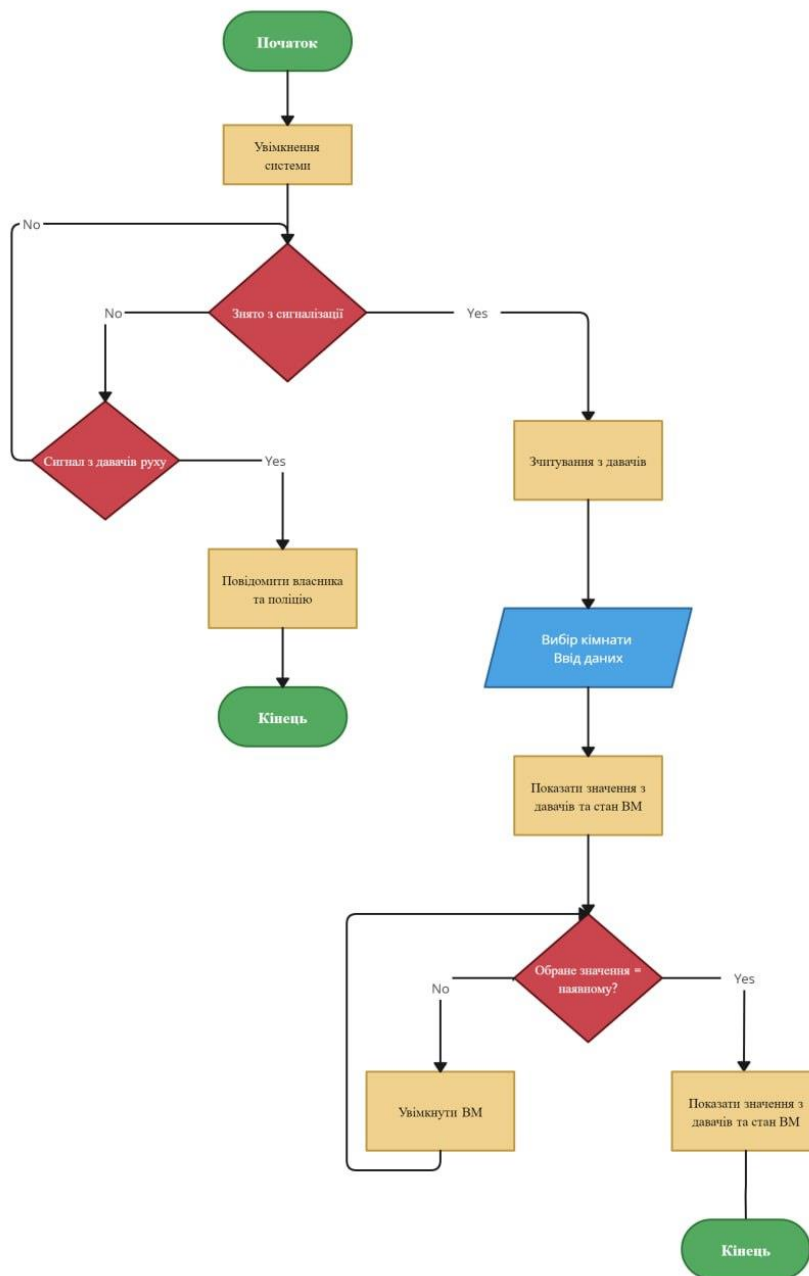 Початок
Увімкнення
системи
No
Знято з сигналізації
No
Yes
Сигнал з давачів руху
Yes
Зчитування з давачів
Повідомити власника
та поліцію
Вибір кімнати
Ввід даних
Кінець
Показати значення з
давачів та стан ВМ
Обране значення =
наявному?
No
Yes
Увімкнути ВМ
Показати значення з
давачів та стан ВМ
Кінець